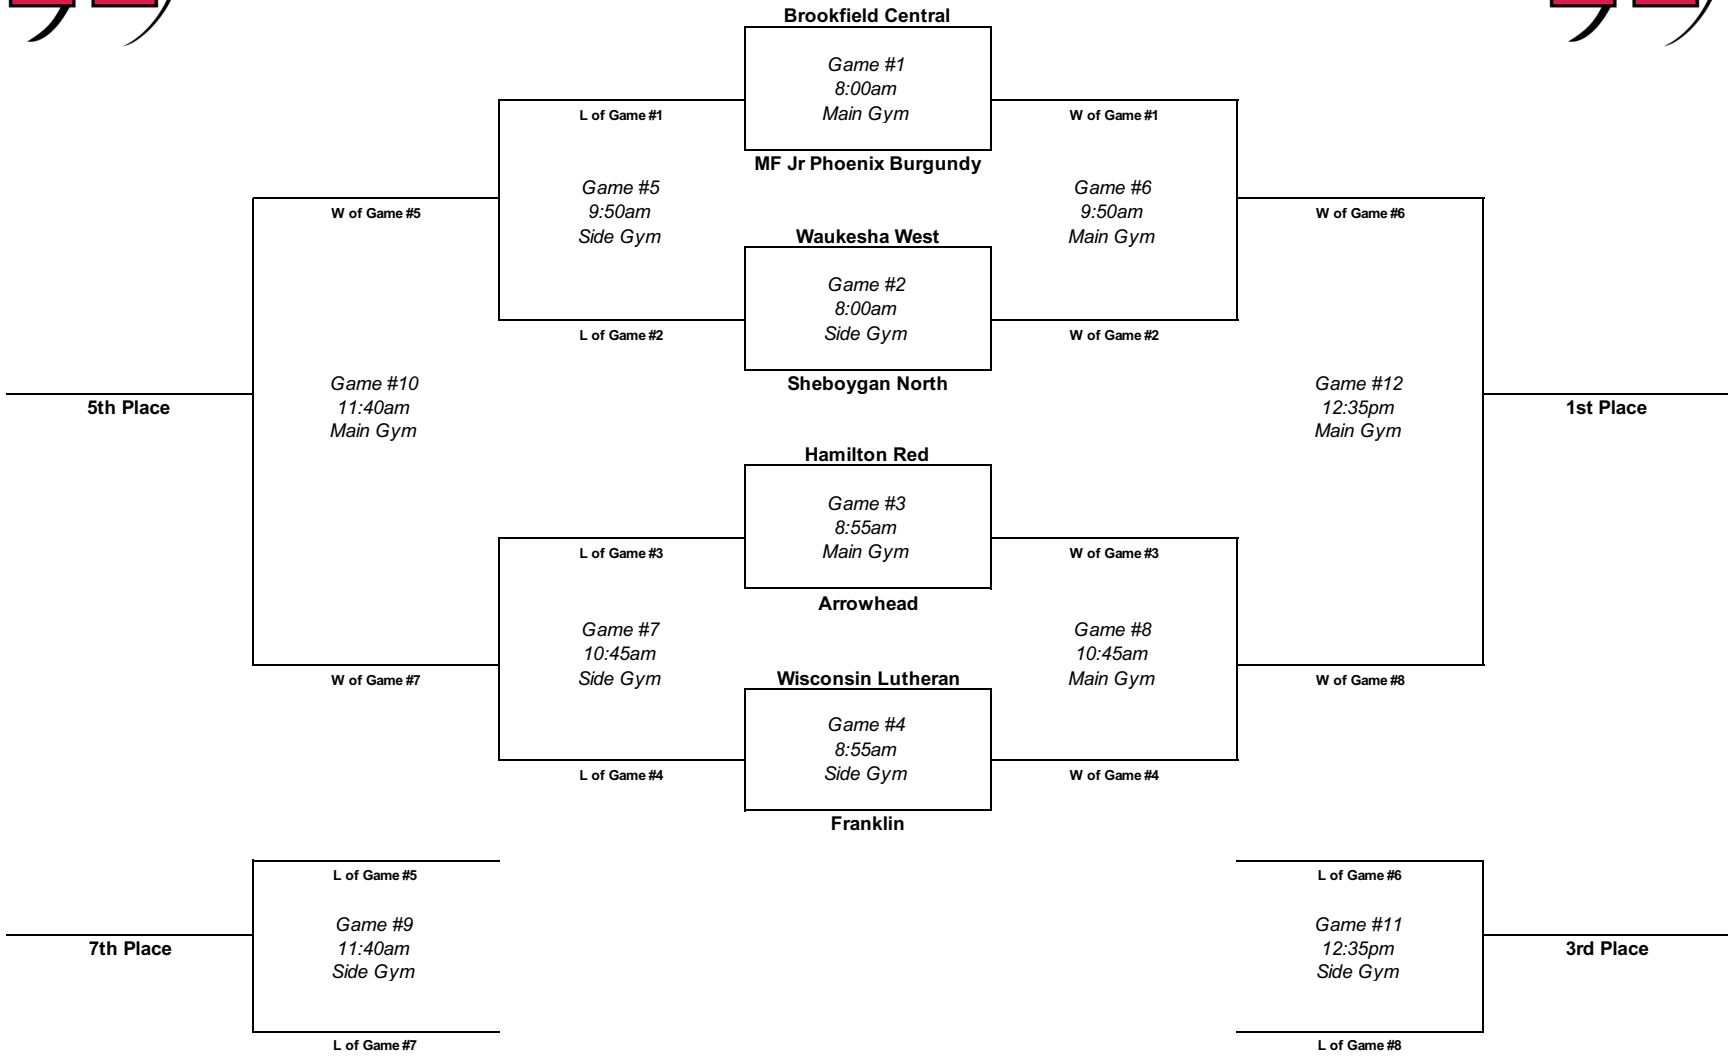 Brookfield Central
Game #1
8:00am
Main Gym
L of Game #1
W of Game #1
MF Jr Phoenix Burgundy
Game #5
9:50am
Side Gym
Game #6
9:50am
Main Gym
W of Game #5
W of Game #6
Waukesha West
Game #2
8:00am
Side Gym
L of Game #2
W of Game #2
Sheboygan North
Game #10
11:40am
Main Gym
5th Place
Game #12
12:35pm
Main Gym
1st Place
Hamilton Red
Game #3
8:55am
Main Gym
L of Game #3
W of Game #3
Arrowhead
Game #7
10:45am
Side Gym
Game #8
10:45am
Main Gym
W of Game #7
W of Game #8
Wisconsin Lutheran
Game #4
8:55am
Side Gym
L of Game #4
W of Game #4
Franklin
L of Game #5
Game #9
11:40am
Side Gym
7th Place
L of Game #7
L of Game #6
Game #11
12:35pm
Side Gym
3rd Place
L of Game #8